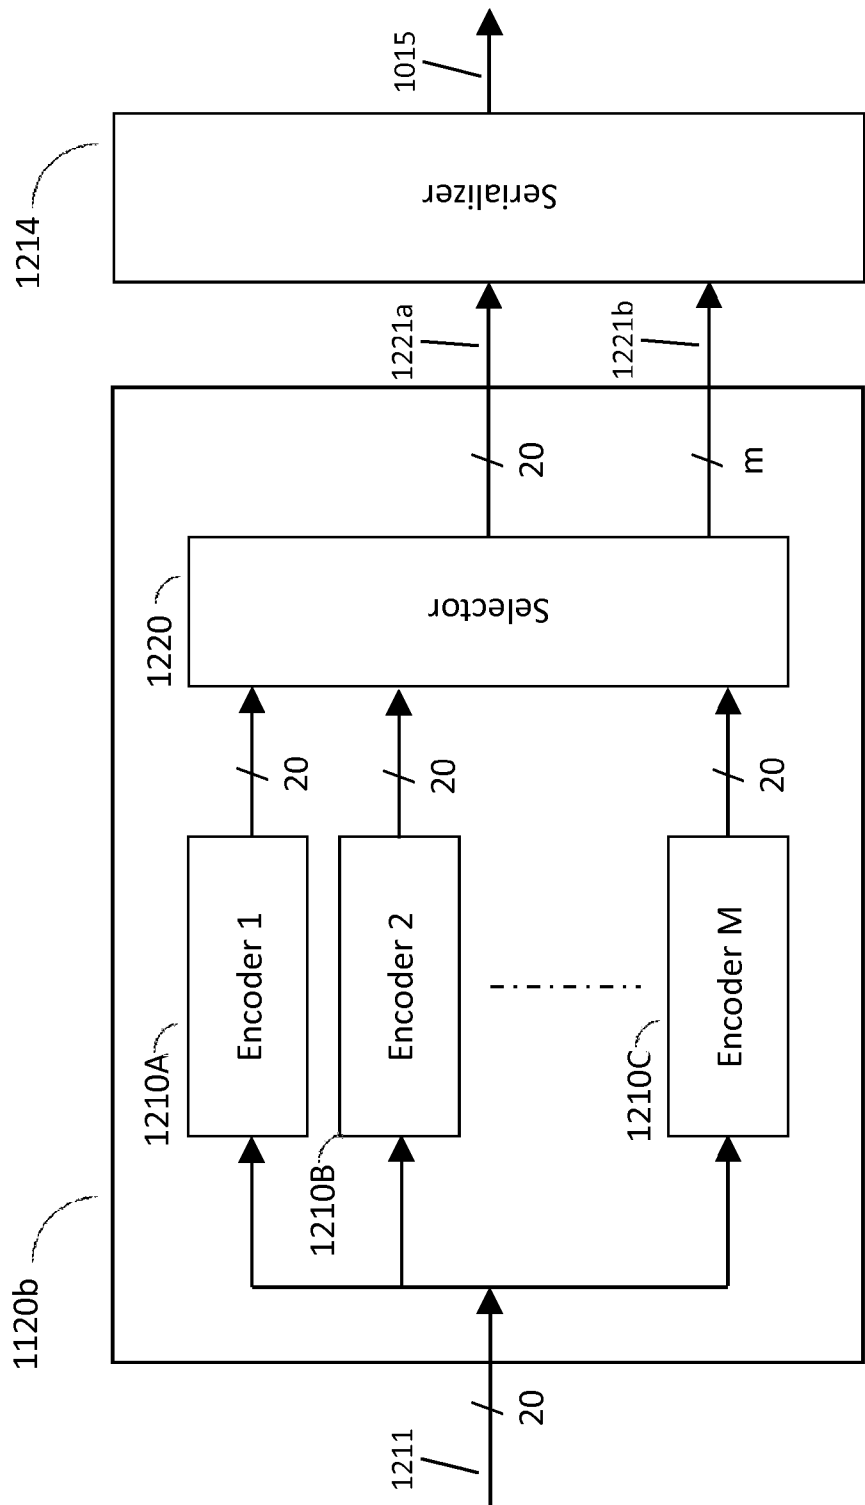 1120b
1211
20
1210A
Encoder 1
1210B
Encoder 2
1210C
Encoder M
20
20
20
1220
Selector
20
m
1221a
1221b
1214
Serializer
1015